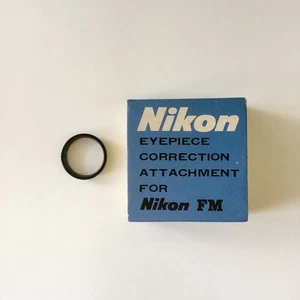 Nikon
EYEPIECE
CORRECTION
ATTACHMENT
FOR
Nikon FM